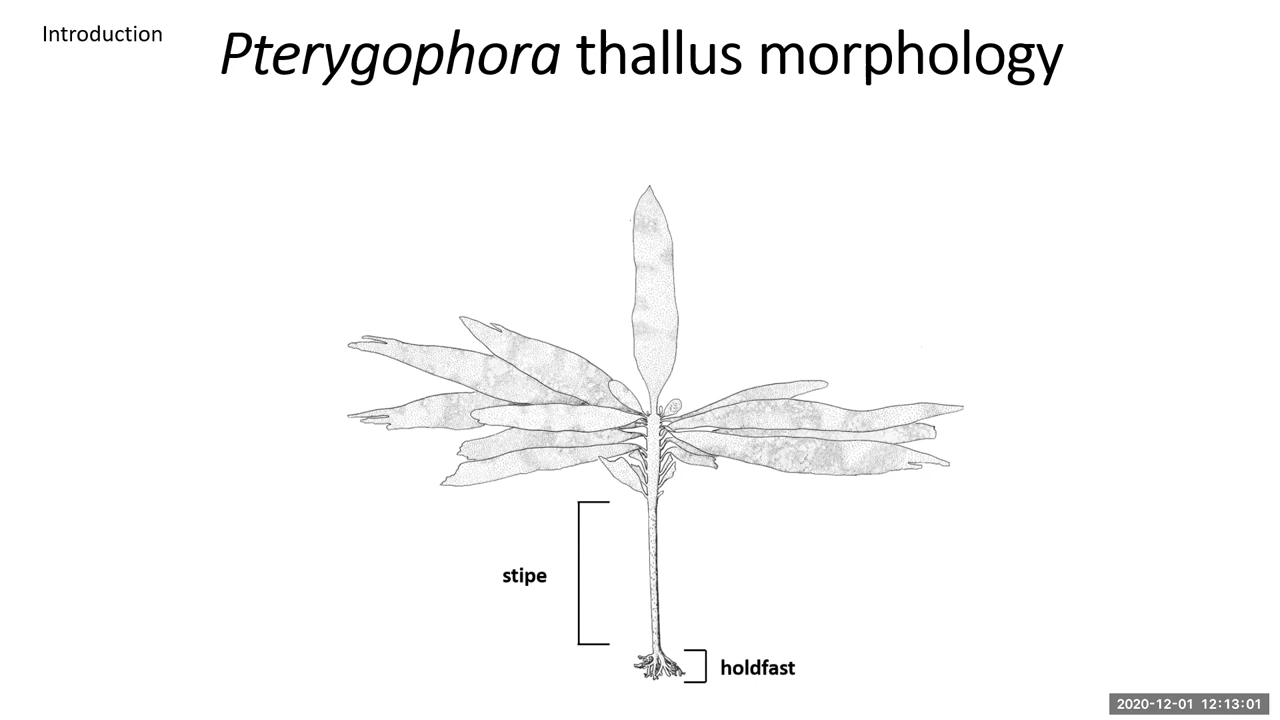 Introduction
Pterygophora thallus morphology
stipe
holdfast
2020-12-01 12:13:01